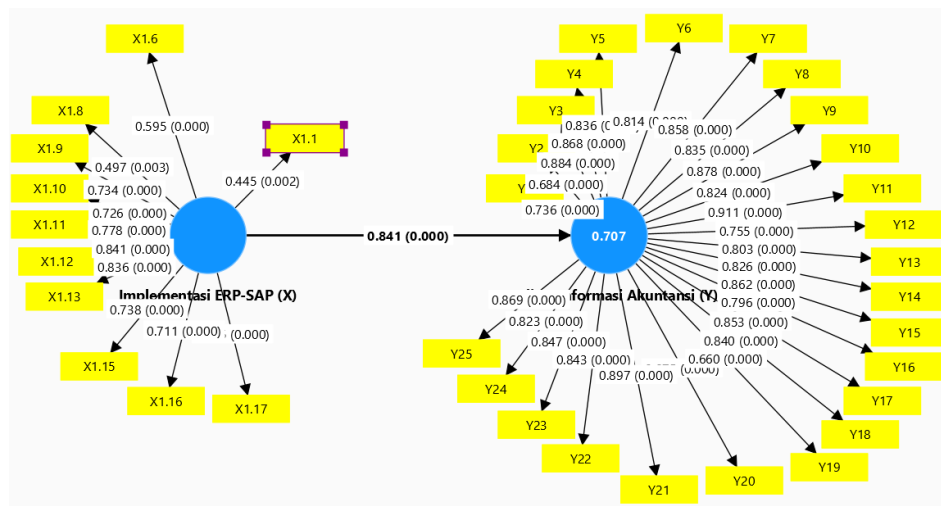 X1.6
X1.8
X1.9
X1.10
X1.11
X1.12
X1.13
X1.15
X1.16
X1.17
X1.1
0.595 (0.000)
0.497 (0.003)
0.734 (0.000)
0.726 (0.000)
0.778 (0.000)
0.841 (0.000)
0.836 (0.000)
0.738 (0.000)
0.711 (0.000)
(0.000)
0.445 (0.002)
Implementasi ERP-SAP (X)
0.841 (0.000)
0.707
formasi Akuntansi (Y)
Y2
Y3
Y4
Y5
Y6
Y7
Y8
Y9
Y10
Y11
Y12
Y13
Y14
Y15
Y16
Y17
Y18
Y19
Y20
Y21
Y22
Y23
Y24
Y25
0.736 (0.000)
0.684 (0.000)
0.884 (0.000)
0.868 (0.000)
0.836
0.814 (0.000)
0.858 (0.000)
0.835 (0.000)
0.878 (0.000)
0.824 (0.000)
0.911 (0.000)
0.755 (0.000)
0.803 (0.000)
0.826 (0.000)
0.862 (0.000)
0.796 (0.000)
0.853 (0.000)
0.840 (0.000)
0.660 (0.000)
0.897 (0.000)
0.843 (0.000)
0.847 (0.000)
0.823 (0.000)
0.869 (0.000)